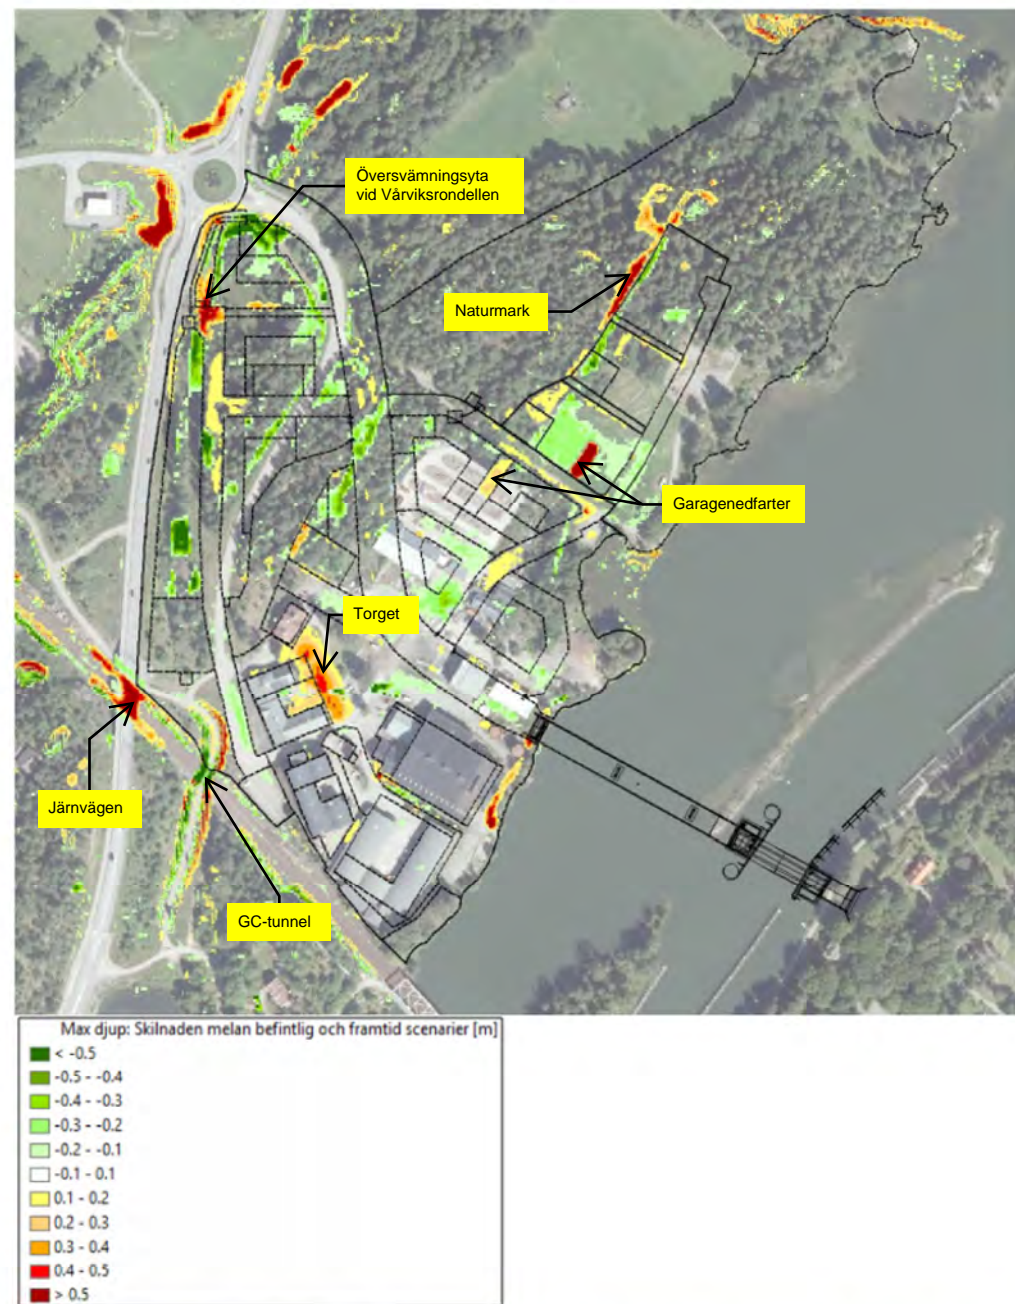 Översvämningsyta
vid Vårviksrondellen
Naturmark
Garagenedfarter
Torget
Järnvägen
GC-tunnel
Max djup: Skilnaden melan befintlig och framtid scenarier [m]
< -0.5
-0.5 - -0.4
-0.4 - -0.3
-0.3 - -0.2
-0.2 - -0.1
-0.1 - 0.1
0.1 - 0.2
0.2 - 0.3
0.3 - 0.4
0.4 - 0.5
> 0.5